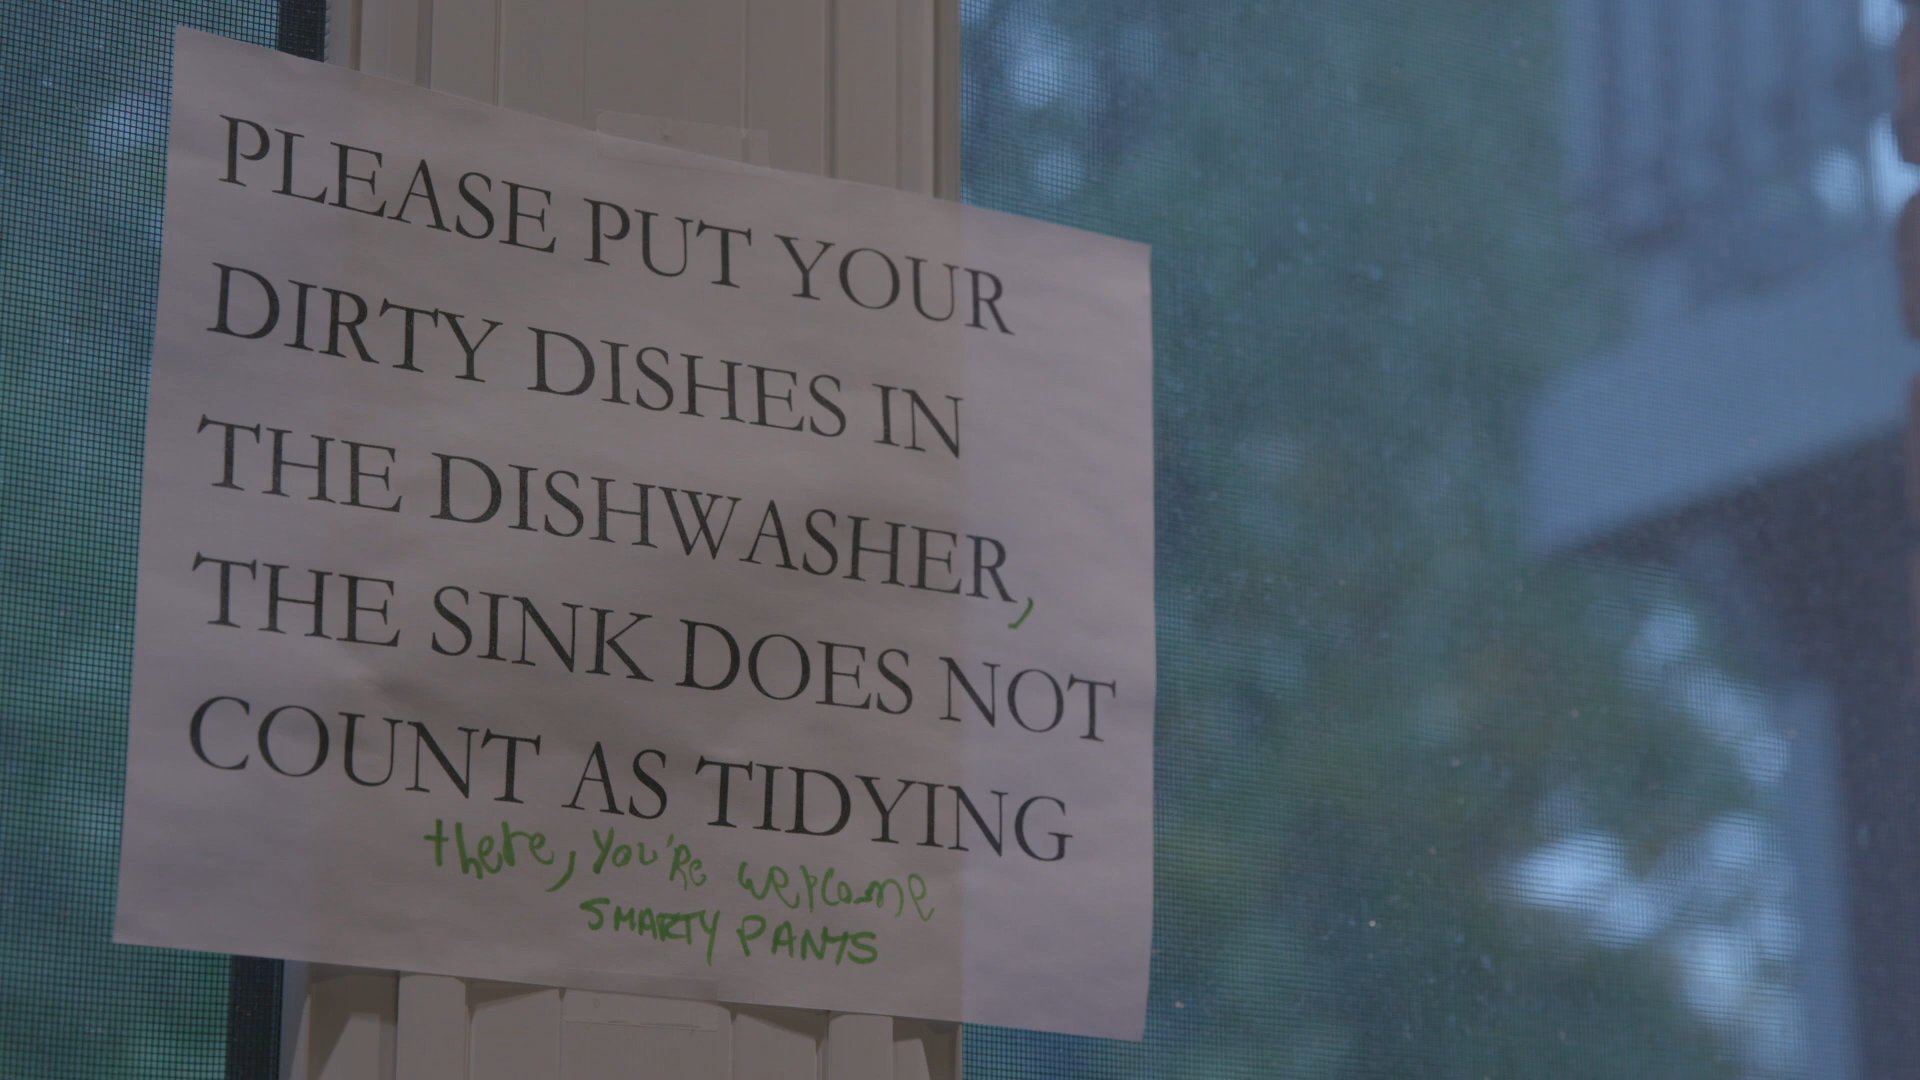 PLEASE PUT YOUR
DIRTY DISHES IN
THE DISHWASHER,
THE SINK DOES NOT
COUNT AS TIDYING
there, you're welcome
SMARTY PANTS